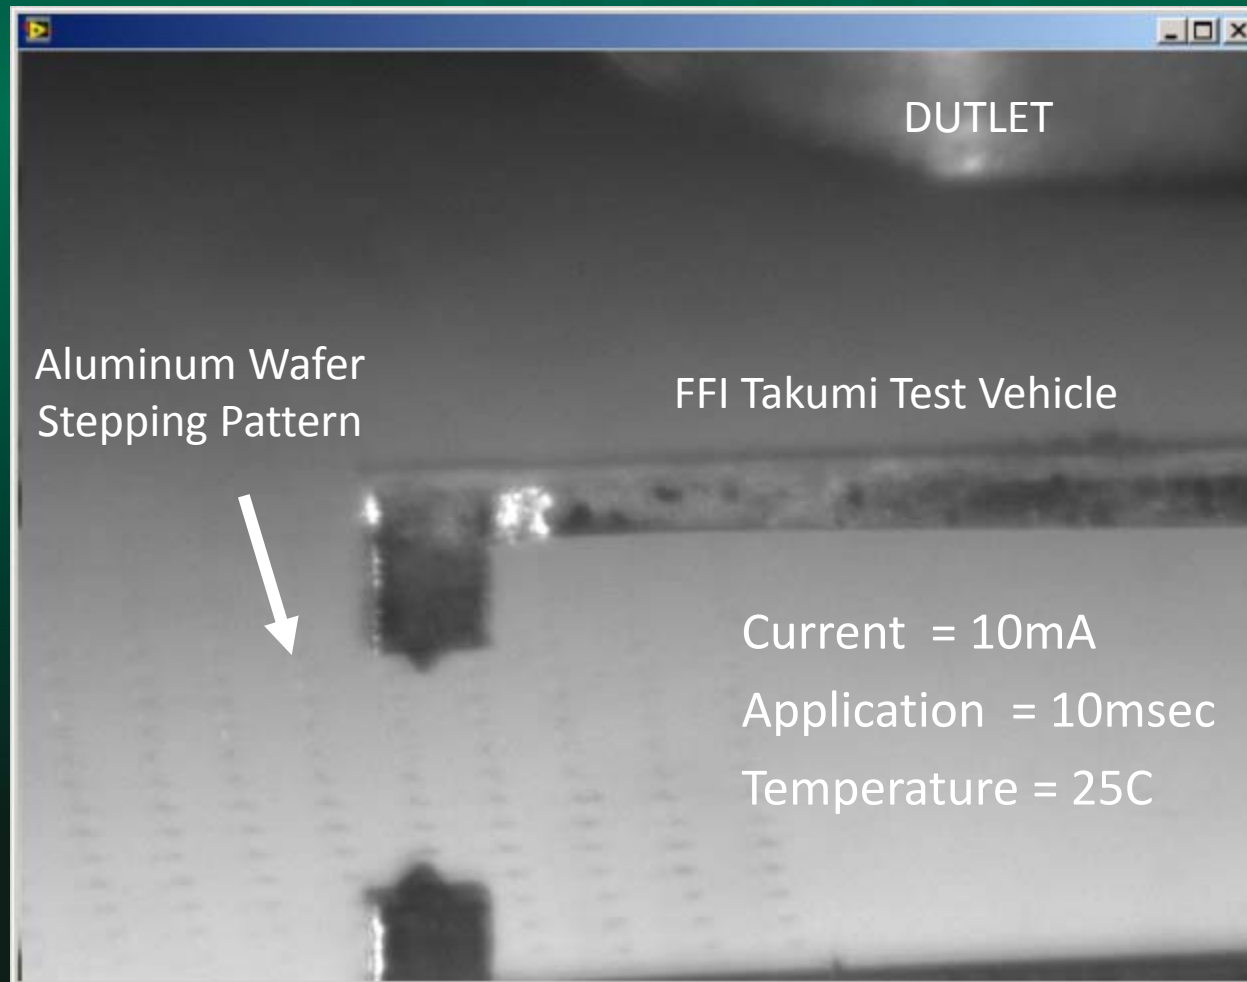 DUTLET
Aluminum Wafer
Stepping Pattern
FFI Takumi Test Vehicle
Current = 10mA
Application = 10msec
Temperature = 25C